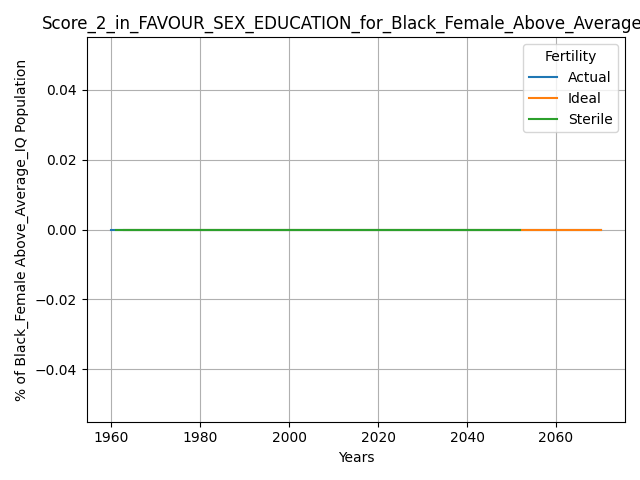 Score_2_in_FAVOUR_SEX_EDUCATION_for_Black_Female_Above_Average
Fertility
Actual
Ideal
Sterile
% of Black_Female Above_Average_IQ Population
0.04
0.02
0.00
−0.02
−0.04
1960 1980 2000 2020 2040 2060
Years